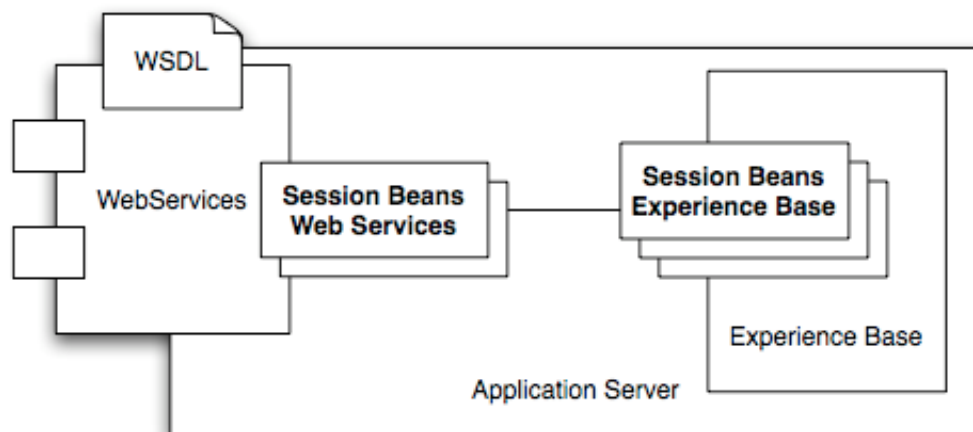 WSDL
WebServices
Session Beans
Web Services
Session Beans
Experience Base
Experience Base
Application Server